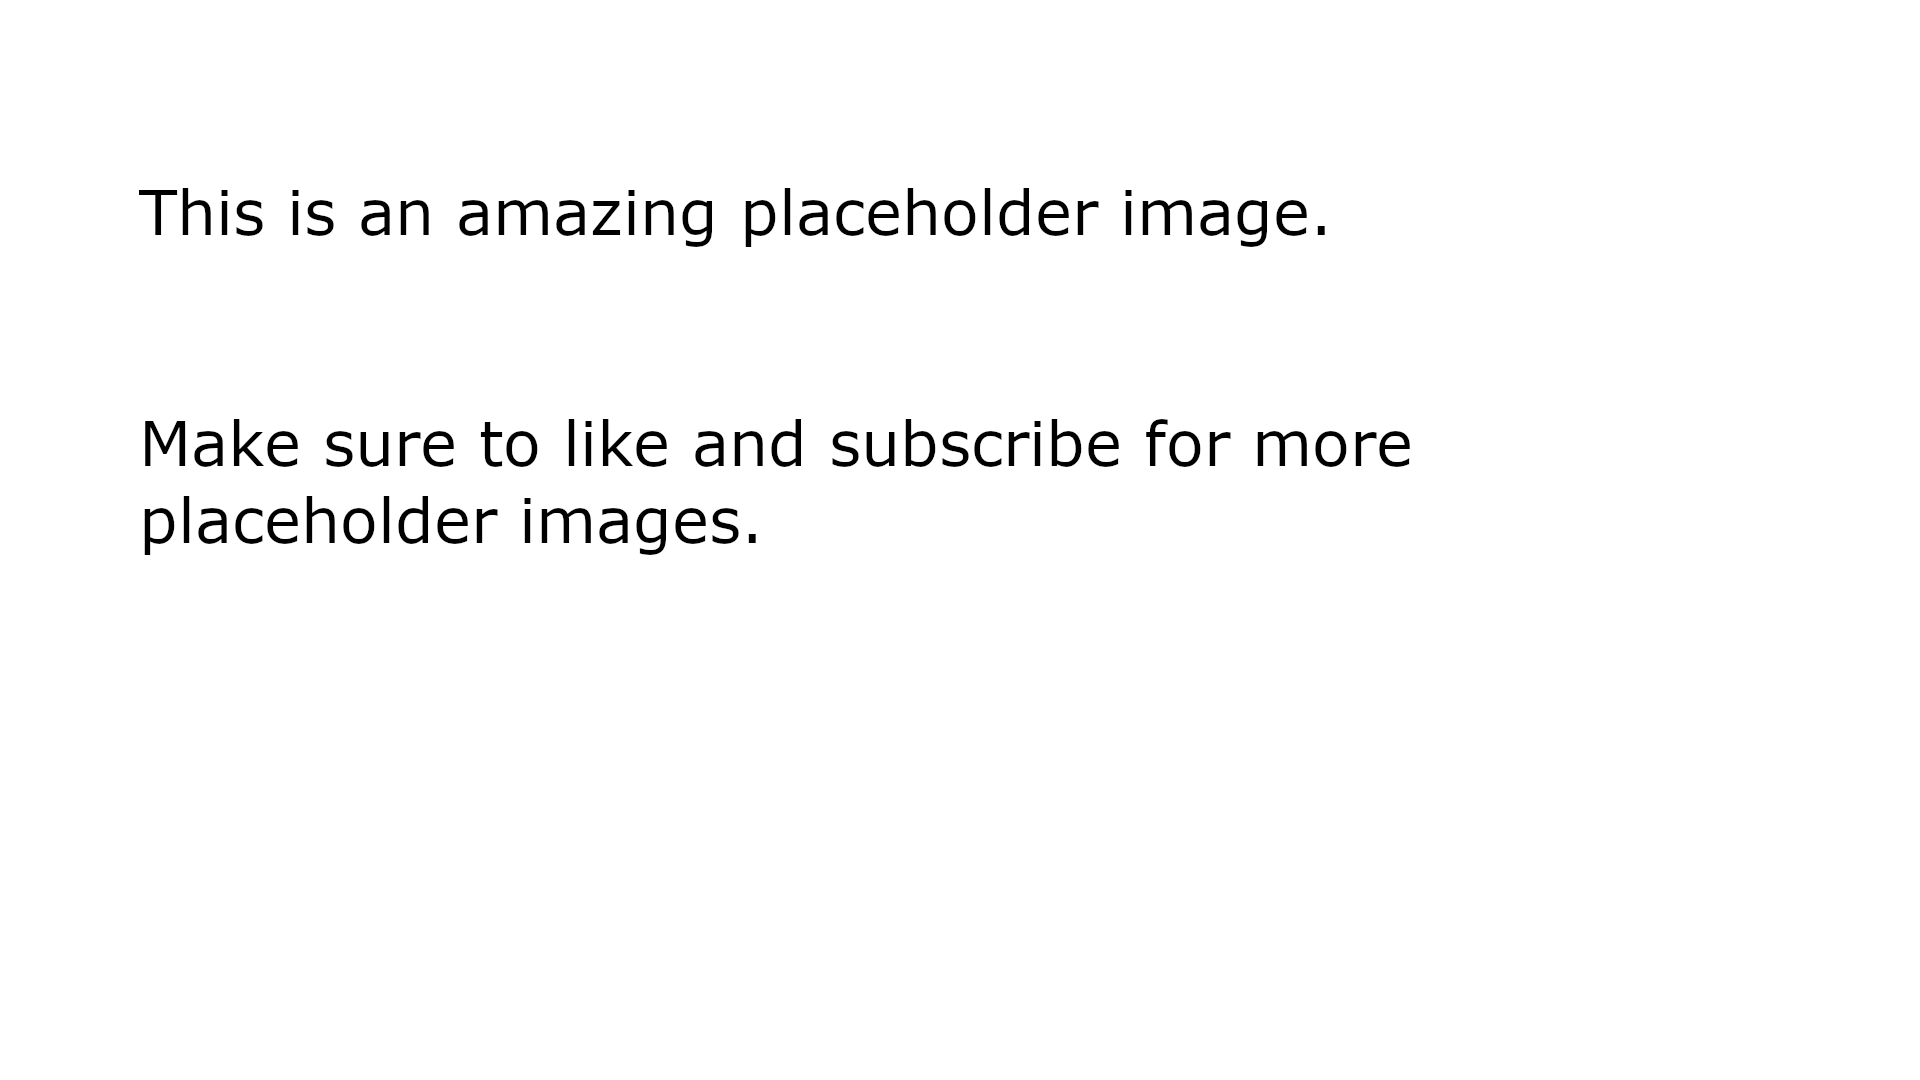 This is an amazing placeholder image.
Make sure to like and subscribe for more
placeholder images.